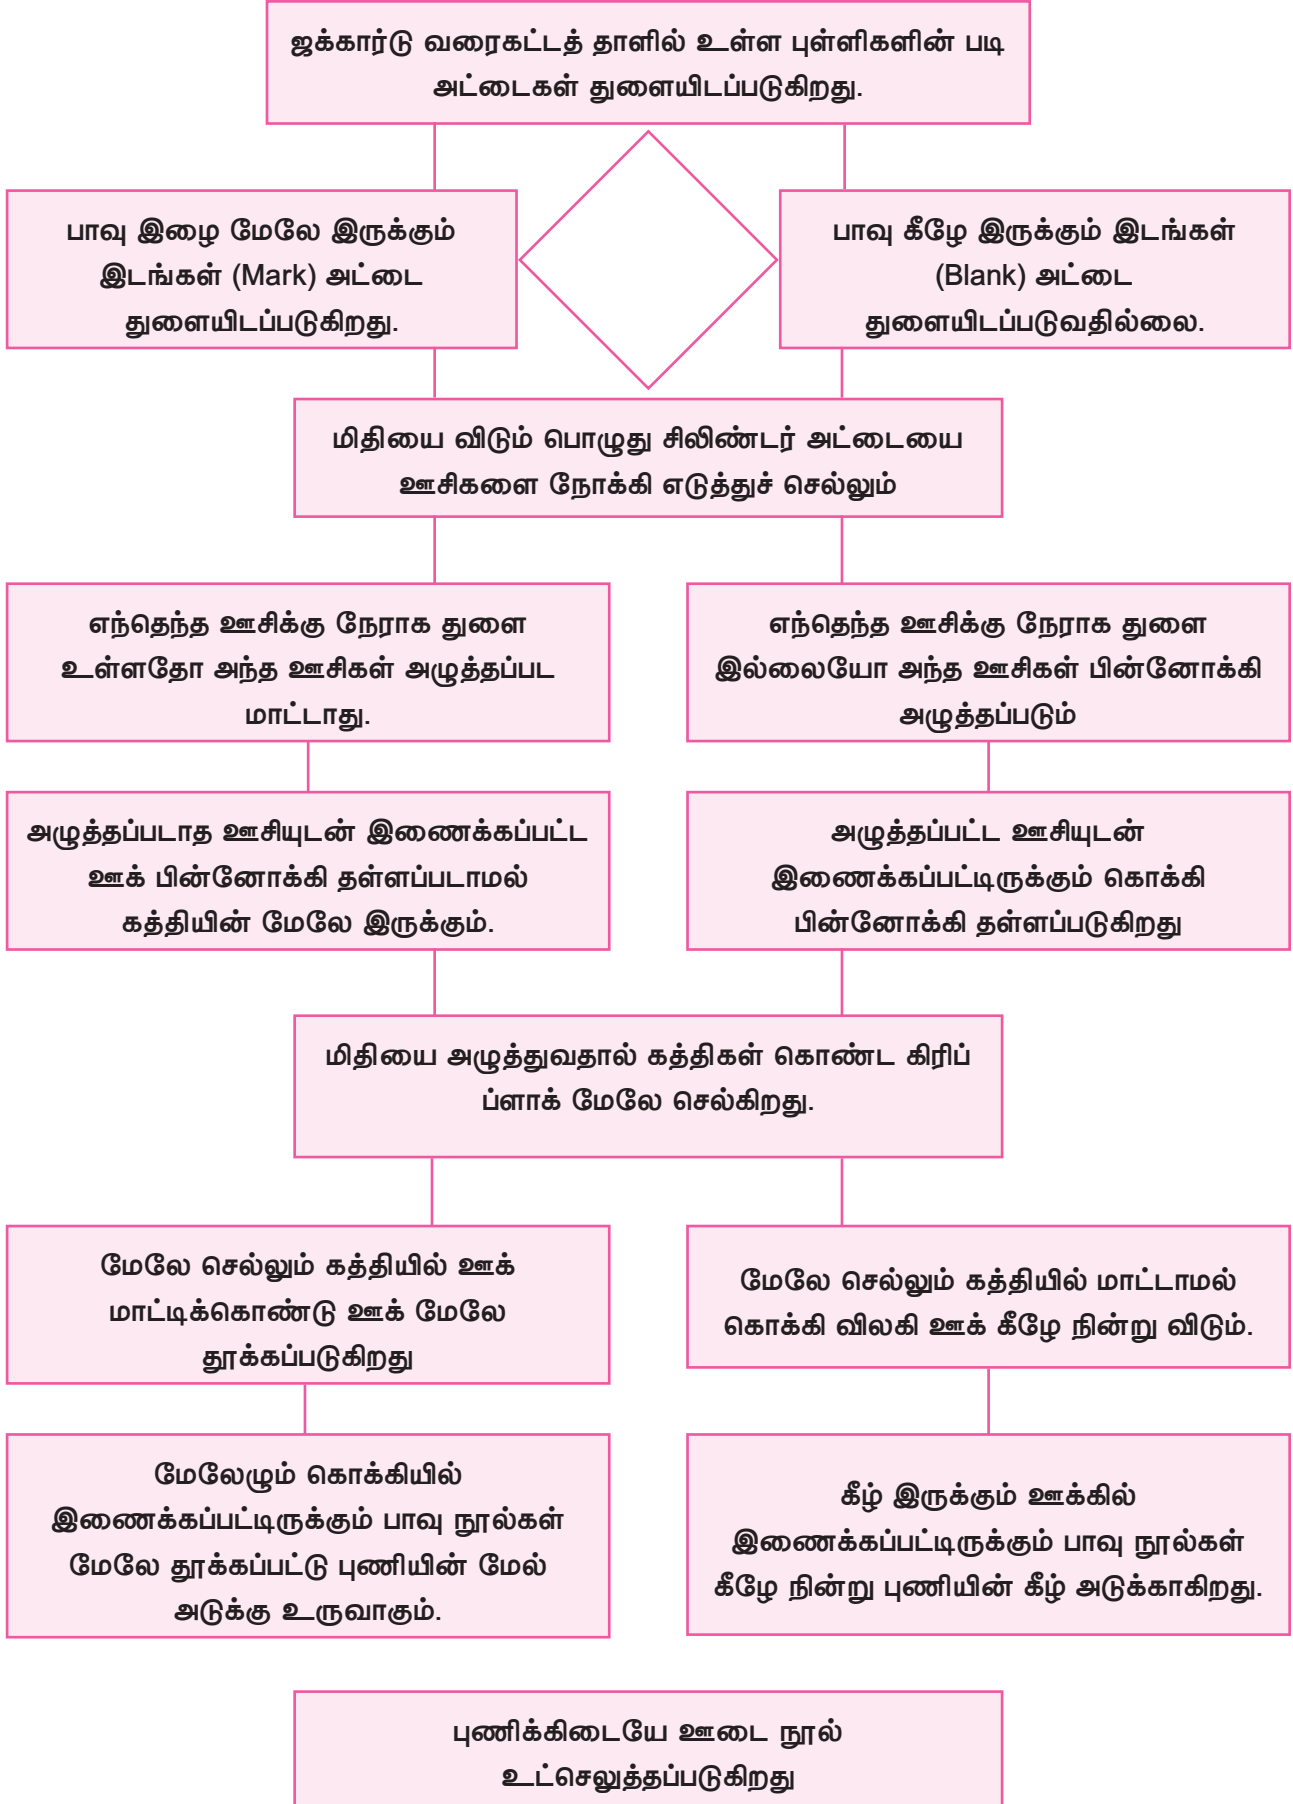 ஜக்கார்டு வரைகட்டத் தாளில் உள்ள புள்ளிகளின் படி
அட்டைகள் துளையிடப்படுகிறது.
பாவு இழை மேலே இருக்கும்
இடங்கள் (Mark) அட்டை
துளையிடப்படுகிறது.
பாவு கீழே இருக்கும் இடங்கள்
(Blank) அட்டை
துளையிடப்படுவதில்லை.
மிதியை விடும் பொழுது சிலிண்டர் அட்டையை
ஊசிகளை நோக்கி எடுத்துச் செல்லும்
எந்தெந்த ஊசிக்கு நேராக துளை
உள்ளதோ அந்த ஊசிகள் அழுத்தப்பட
மாட்டாது.
எந்தெந்த ஊசிக்கு நேராக துளை
இல்லையோ அந்த ஊசிகள் பின்னோக்கி
அழுத்தப்படும்
அழுத்தப்படாத ஊசியுடன் இணைக்கப்பட்ட
ஊக் பின்னோக்கி தள்ளப்படாமல்
கத்தியின் மேலே இருக்கும்.
அழுத்தப்பட்ட ஊசியுடன்
இணைக்கப்பட்டிருக்கும் கொக்கி
பின்னோக்கி தள்ளப்படுகிறது
மிதியை அழுத்துவதால் கத்திகள் கொண்ட கிரிப்
ப்ளாக் மேலே செல்கிறது.
மேலே செல்லும் கத்தியில் ஊக்
மாட்டிக்கொண்டு ஊக் மேலே
தூக்கப்படுகிறது
மேலே செல்லும் கத்தியில் மாட்டாமல்
கொக்கி விலகி ஊக் கீழே நின்று விடும்.
மேலேழும் கொக்கியில்
இணைக்கப்பட்டிருக்கும் பாவு நூல்கள்
மேலே தூக்கப்பட்டு புணியின் மேல்
அடுக்கு உருவாகும்.
கீழ் இருக்கும் ஊக்கில்
இணைக்கப்பட்டிருக்கும் பாவு நூல்கள்
கீழே நின்று புணியின் கீழ் அடுக்காகிறது.
புணிக்கிடையே ஊடை நூல்
உட்செலுத்தப்படுகிறது